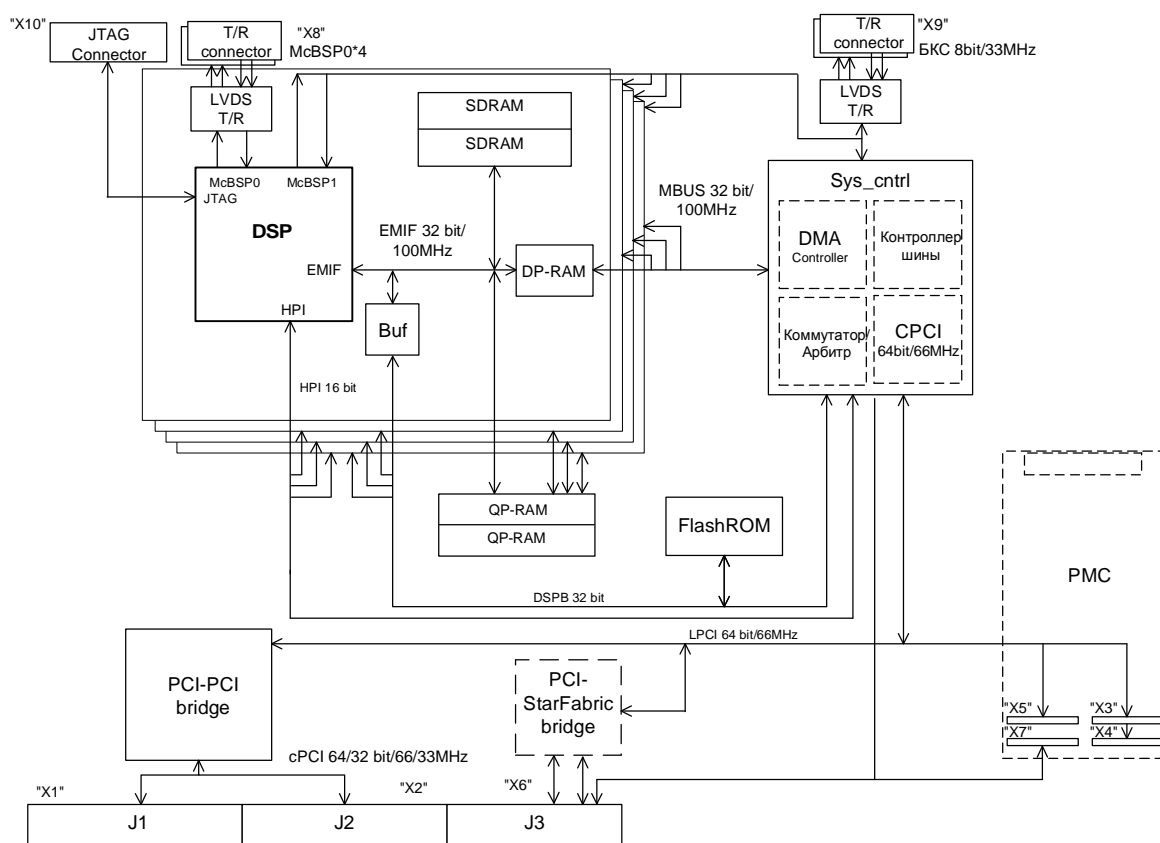 "X10"
JTAG
Connector
T/R
connector
"X8"
McBSP0*4
T/R
connector
"X9"
БКС 8bit/33MHz
LVDS
T/R
LVDS
T/R
SDRAM
SDRAM
McBSP0
McBSP1
JTAG
DSP
EMIF
HPI
EMIF 32 bit/
100MHz
DP-RAM
Buf
MBUS 32 bit/
100MHz
Sys_cntrl
DMA
Controller
Контроллер
шины
Коммутатор/
Арбитр
CPCI
64bit/66MHz
HPI 16 bit
QP-RAM
QP-RAM
FlashROM
DSPB 32 bit
PMC
LPCI 64 bit/66MHz
PCI-PCI
bridge
PCI-
StarFabric
bridge
"X5"
"X3"
"X7"
"X4"
cPCI 64/32 bit/66/33MHz
"X1"
"X2"
"X6"
J1
J2
J3